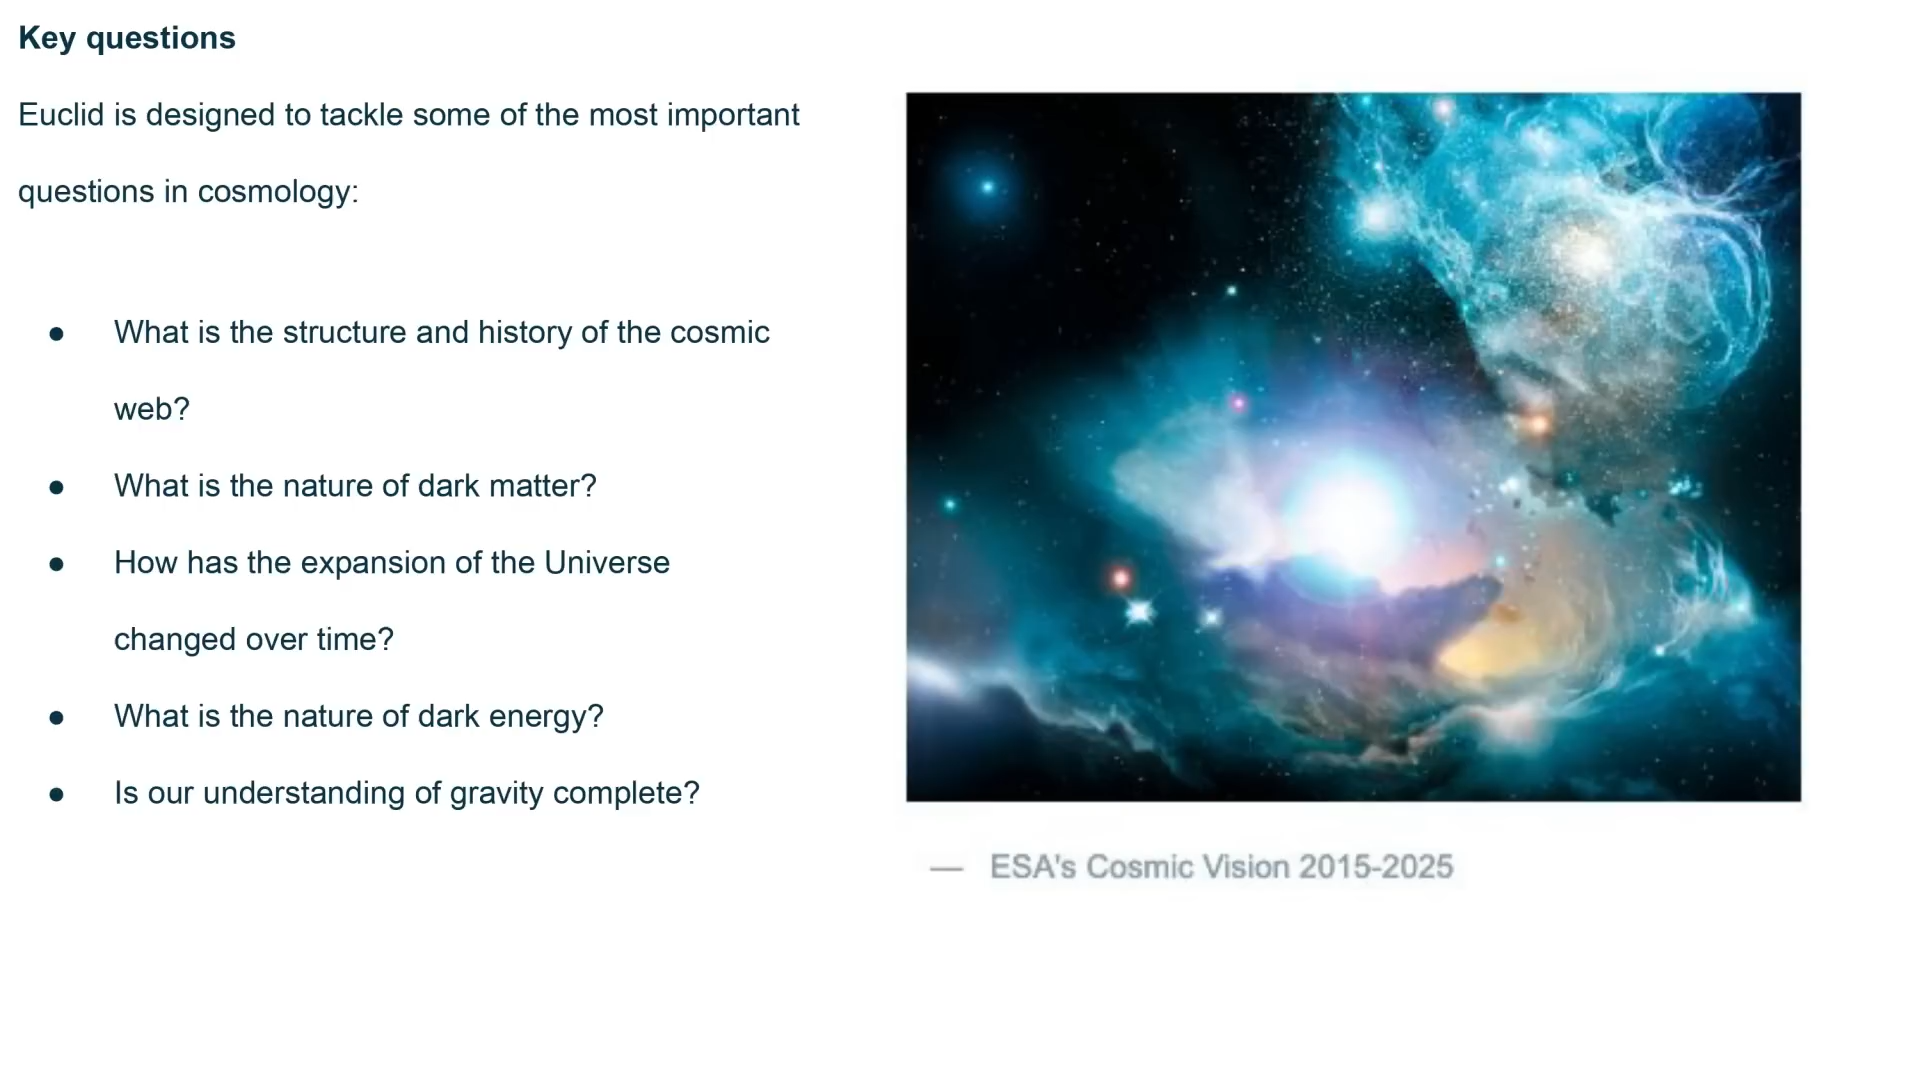 Key questions
Euclid is designed to tackle some of the most important
questions in cosmology:
● What is the structure and history of the cosmic
web?
● What is the nature of dark matter?
● How has the expansion of the Universe
changed over time?
● What is the nature of dark energy?
● Is our understanding of gravity complete?
— ESA's Cosmic Vision 2015-2025